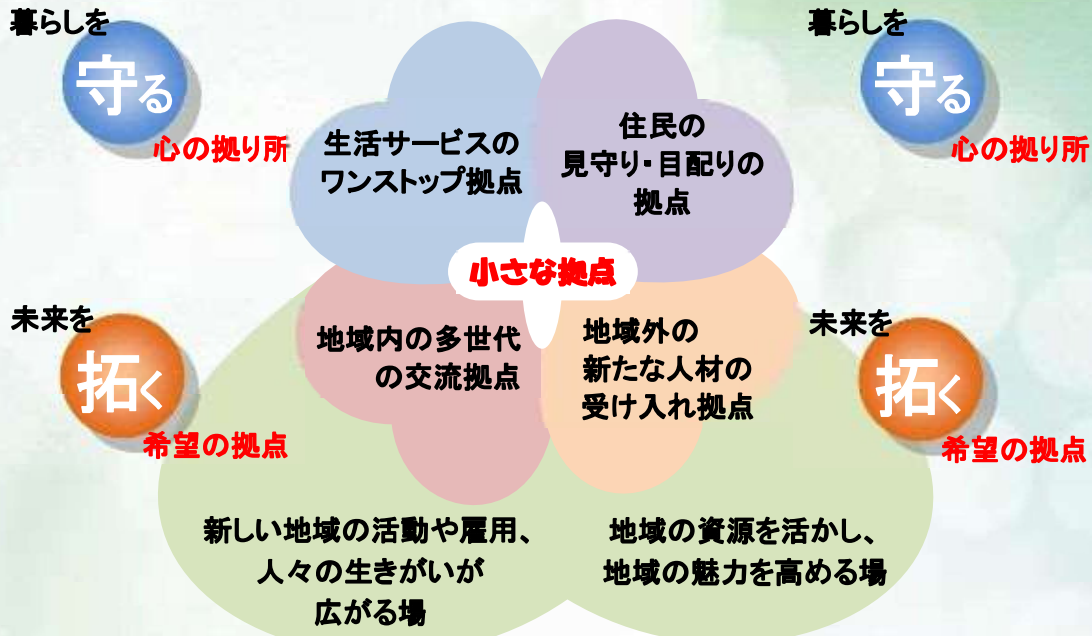 暮らしを
守る
心の拠り所
生活サービスの
ワンストップ拠点
住民の
見守り・目配りの
拠点
暮らしを
守る
心の拠り所
小さな拠点
未来を
拓く
希望の拠点
地域内の多世代
の交流拠点
地域外の
新たな人材の
受け入れ拠点
未来を
拓く
希望の拠点
新しい地域の活動や雇用、
人々の生きがいが
広がる場
地域の資源を活かし、
地域の魅力を高める場